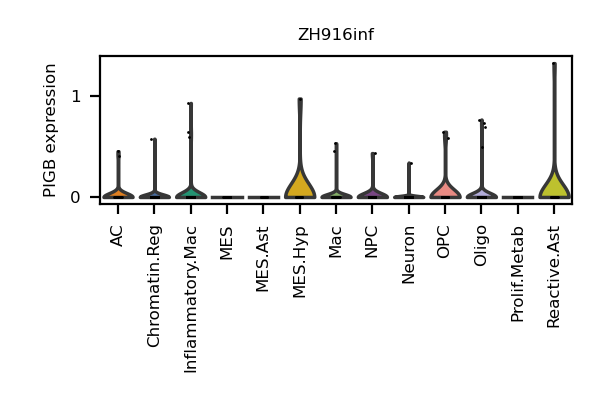 ZH916inf
PIGB expression
1
0
AC
Chromatin.Reg
Inflammatory.Mac
MES
MES.Ast
MES.Hyp
Mac
NPC
Neuron
OPC
Oligo
Prolif.Metab
Reactive.Ast